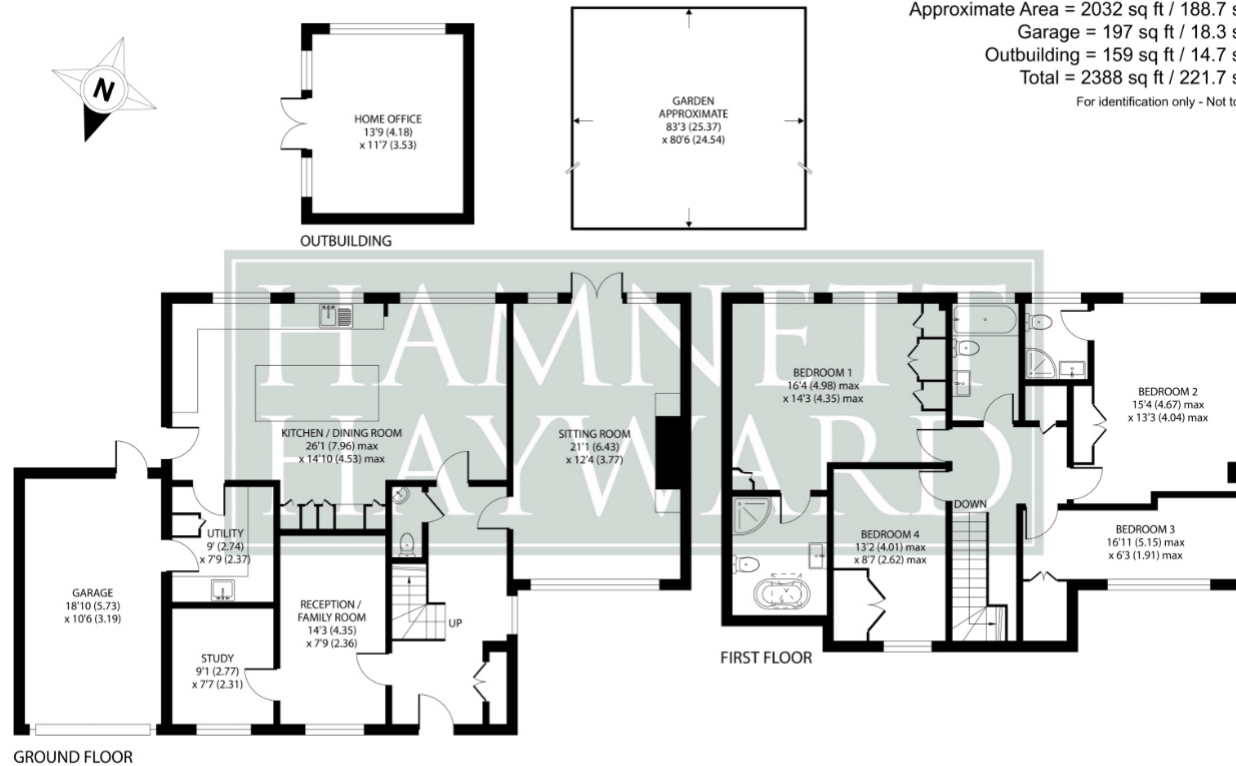 Approximate Area = 2032 sq ft / 188.7 s
Garage = 197 sq ft / 18.3 s
Outbuilding = 159 sq ft / 14.7 s
Total = 2388 sq ft / 221.7 s
For identification only - Not to
N
HOME OFFICE
13'9 (4.18)
x 11'7 (3.53)
OUTBUILDING
GARDEN
APPROXIMATE
83'3 (25.37)
x 80'6 (24.54)
HAMNETT
HAYWARD
KITCHEN / DINING ROOM
26'1 (7.96) max
x 14'10 (4.53) max
SITTING ROOM
21'1 (6.43)
x 12'4 (3.77)
UTILITY
9' (2.74)
x 7'9 (2.37)
GARAGE
18'10 (5.73)
x 10'6 (3.19)
RECEPTION /
FAMILY ROOM
14'3 (4.35)
x 7'9 (2.36)
STUDY
9'1 (2.77)
x 7'7 (2.31)
UP
GROUND FLOOR
BEDROOM 1
16'4 (4.98) max
x 14'3 (4.35) max
BEDROOM 2
15'4 (4.67) max
x 13'3 (4.04) max
DOWN
BEDROOM 4
13'2 (4.01) max
x 8'7 (2.62) max
BEDROOM 3
16'11 (5.15) max
x 6'3 (1.91) max
FIRST FLOOR